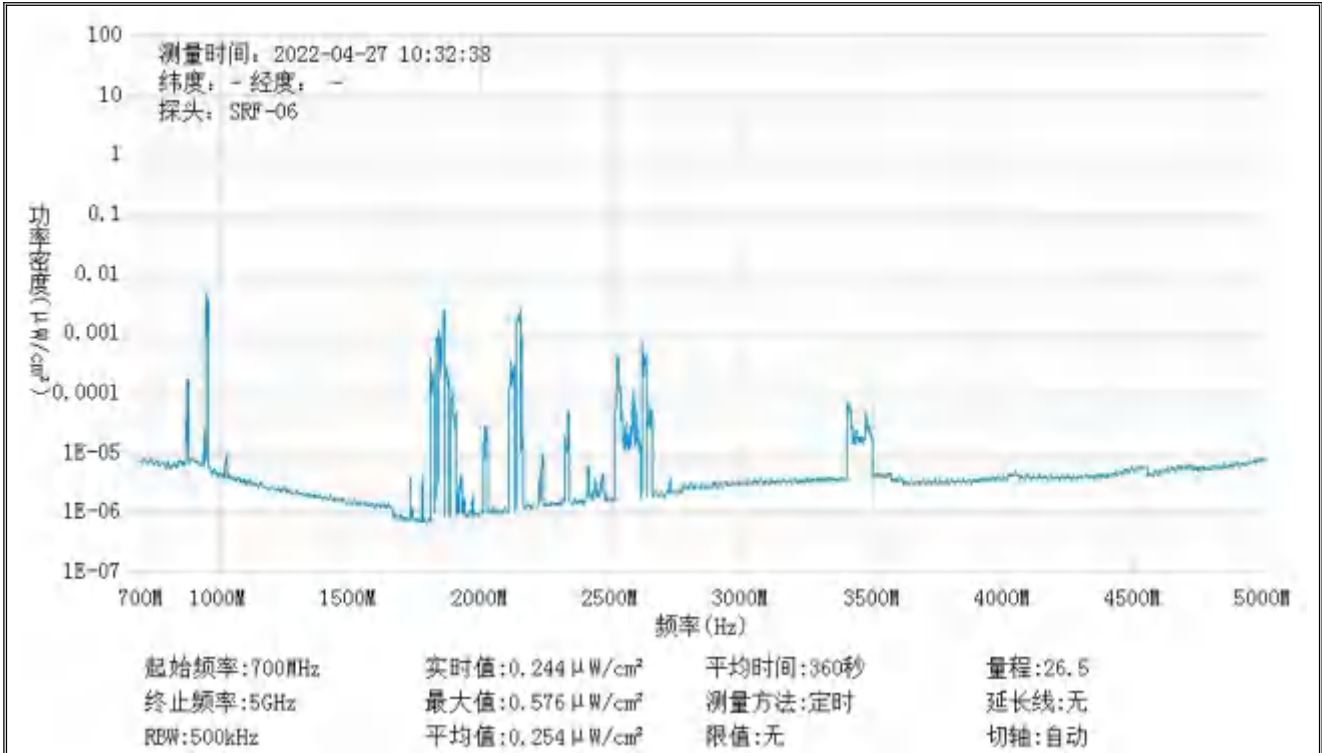 100
测量时间：2022-04-27 10:32:38
纬度：- 经度： -
10
探头：SRF-06
1
0.1
0.01
0.001
0.0001
1E-05
1E-06
1E-07
功率密度(μW/cm²)
700M 1000M 1500M 2000M 2500M 3000M 3500M 4000M 4500M 5000M
频率(Hz)
起始频率:700MHz 实时值:0.244μW/cm² 平均时间:360秒 量程:26.5
终止频率:5GHz 最大值:0.576μW/cm² 测量方法:定时 延长线:无
RBW:500kHz 平均值:0.254μW/cm² 限值:无 切轴:自动